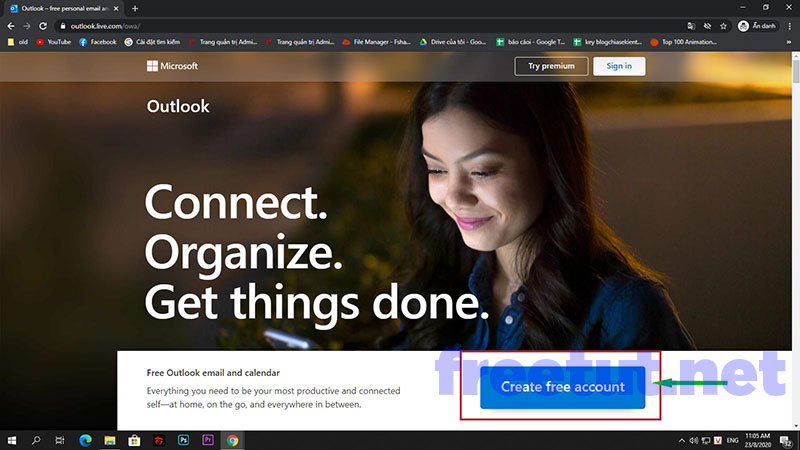 Outlook – free personal email an
outlook.live.com/owa/
Ẩn danh
old
YouTube
Facebook
Cài đặt tìm kiếm
Trang quản trị Admi...
Trang quản trị Admi...
File Manager - Fsha...
Drive của tôi - Goo...
báo cáoi - Google T...
key blogchiasekient...
Top 100 Animation...
Microsoft
Try premium
Sign in
Outlook
Connect.
Organize.
Get things done.
Free Outlook email and calendar
Everything you need to be your most productive and connected
self—at home, on the go, and everywhere in between.
Create free account
freetut.net
11:05 AM
ENG
23/8/2020